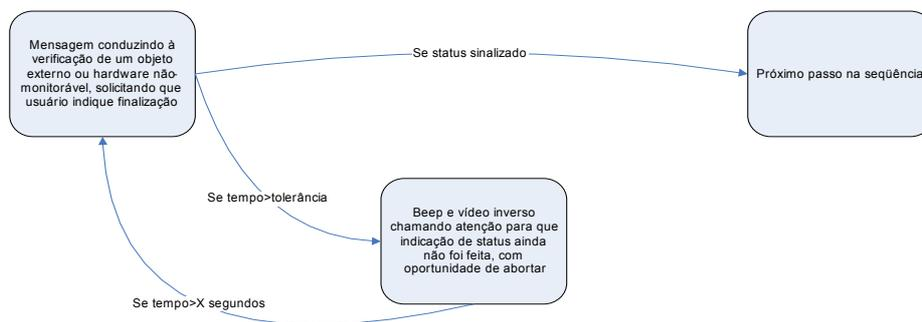 Mensagem conduzindo à
verificação de um objeto
externo ou hardware não-
monitorável, solicitando que
usuário indique finalização
Se status sinalizado
Próximo passo na seqüência
Se tempo>tolerância
Beep e vídeo inverso
chamando atenção para que
indicação de status ainda
não foi feita, com
oportunidade de abortar
Se tempo>X segundos